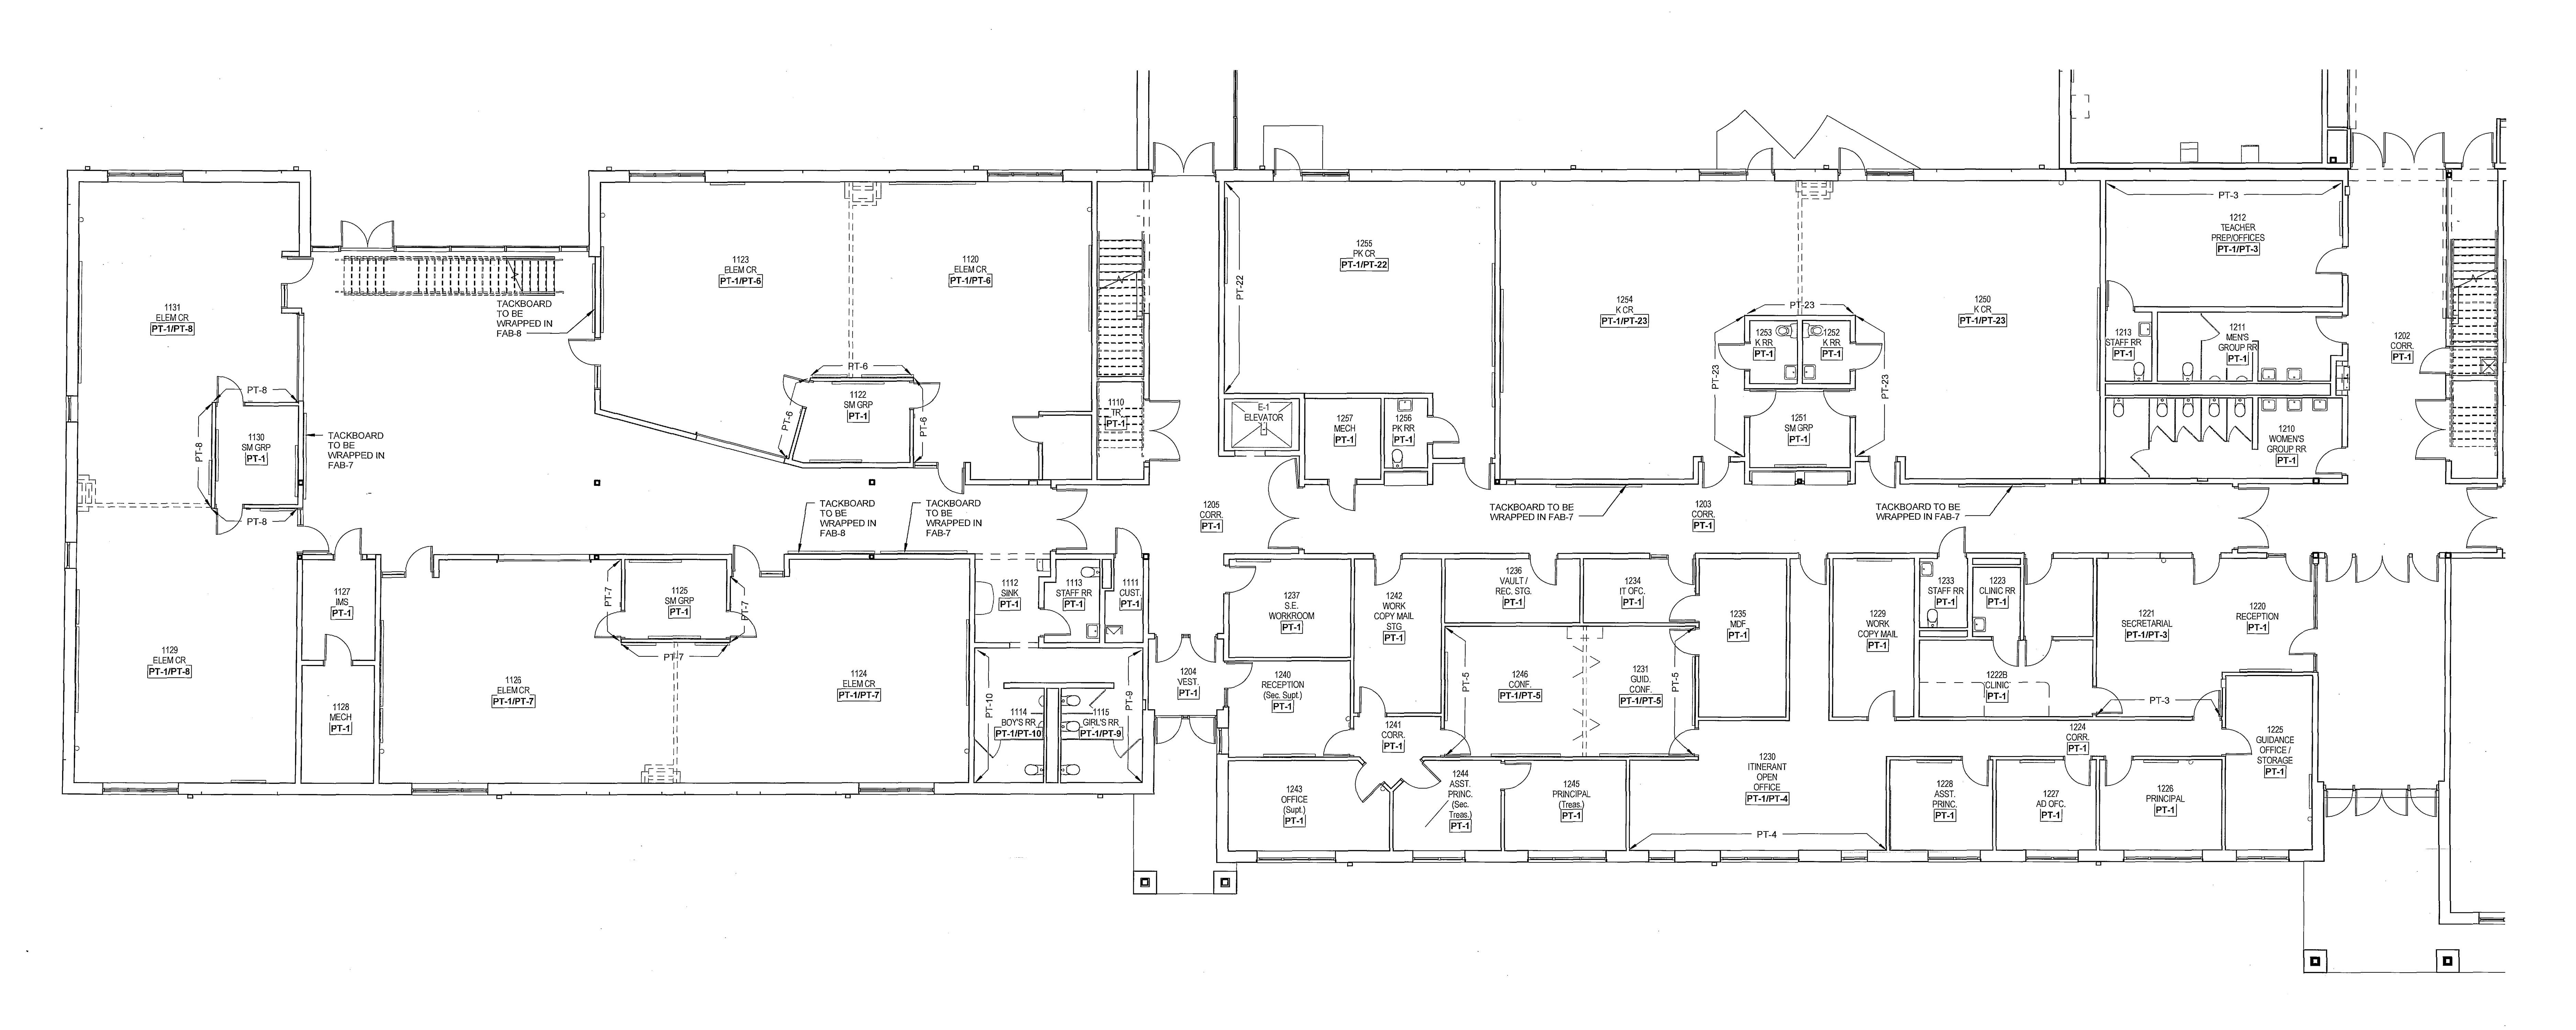 1131
ELEM CR
PT-1/PT-8
PT-8
PT-8
1130
SM GRP
PT-1
PT-8
TACKBOARD
TO BE
WRAPPED IN
FAB-7
TACKBOARD
TO BE
WRAPPED IN
FAB-8
1129
ELEM CR
PT-1/PT-8
1127
IMS
PT-1
1128
MECH
PT-1
1123
ELEM CR
PT-1/PT-6
1120
ELEM CR
PT-1/PT-6
PT-6
PT-6
1122
SM GRP
PT-1
PT-6
1110
TR
PT-1
TACKBOARD
TO BE
WRAPPED IN
FAB-8
TACKBOARD
TO BE
WRAPPED IN
FAB-7
PT-7
1125
SM GRP
PT-1
PT-7
PT-7
1126
ELEM CR
PT-1/PT-7
1124
ELEM CR
PT-1/PT-7
1112
SINK
PT-1
1113
STAFF RR
PT-1
1111
CUST.
PT-1
PT-10
1114
BOY'S RR
PT-1/PT-10
1115
GIRL'S RR
PT-1/PT-9
PT-9
1204
VEST.
PT-1
1205
CORR.
PT-1
PT-22
1255
PK CR
PT-1/PT-22
E-1
ELEVATOR
1257
MECH
PT-1
1256
PK RR
PT-1
1254
K CR
PT-1/PT-23
PT-23
1250
K CR
PT-1/PT-23
1253
K RR
PT-1
1252
K RR
PT-1
PT-23
PT-23
1251
SM GRP
PT-1
TACKBOARD TO BE
WRAPPED IN FAB-7
1203
CORR.
PT-1
TACKBOARD TO BE
WRAPPED IN FAB-7
PT-3
1212
TEACHER
PREP/OFFICES
PT-1/PT-3
1213
STAFF RR
PT-1
1211
MEN'S
GROUP RR
PT-1
1210
WOMEN'S
GROUP RR
PT-1
1202
CORR.
PT-1
1237
S.E.
WORKROOM
PT-1
1242
WORK
COPY MAIL
STG
PT-1
1236
VAULT /
REC. STG.
PT-1
1234
IT OFC.
PT-1
1235
MDF
PT-1
1229
WORK
COPY MAIL
PT-1
1233
STAFF RR
PT-1
1223
CLINIC RR
PT-1
1221
SECRETARIAL
PT-1/PT-3
1220
RECEPTION
PT-1
1240
RECEPTION
(Sec. Supt.)
PT-1
1241
CORR.
PT-1
PT-5
1246
CONF.
PT-1/PT-5
1231
GUID.
CONF.
PT-1/PT-5
PT-5
1222B
CLINIC
PT-1
PT-3
1224
CORR.
PT-1
1225
GUIDANCE
OFFICE /
STORAGE
PT-1
1243
OFFICE
(Supt.)
PT-1
1244
ASST.
PRINC.
(Sec.
Treas.)
PT-1
1245
PRINCIPAL
(Treas.)
PT-1
1230
ITINERANT
OPEN
OFFICE
PT-1/PT-4
PT-4
1228
ASST.
PRINC.
PT-1
1227
AD OFC.
PT-1
1226
PRINCIPAL
PT-1